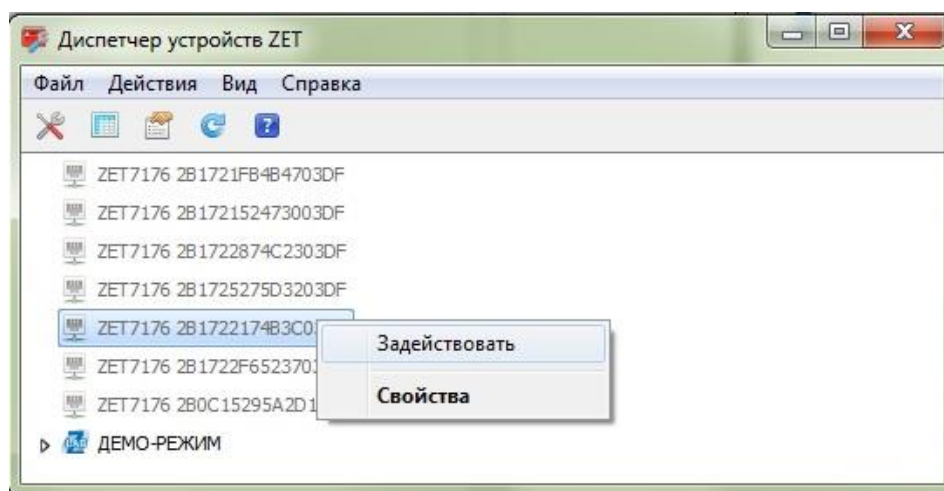 Диспетчер устройств ZET
Файл Действия Вид Справка
ZET7176 2B1721FB4B4703DF
ZET7176 2B172152473003DF
ZET7176 2B1722874C2303DF
ZET7176 2B1725275D3203DF
ZET7176 2B1722174B3C0
Задействовать
ZET7176 2B1722F652370
Свойства
ZET7176 2B0C15295A2D1
ДЕМО-РЕЖИМ